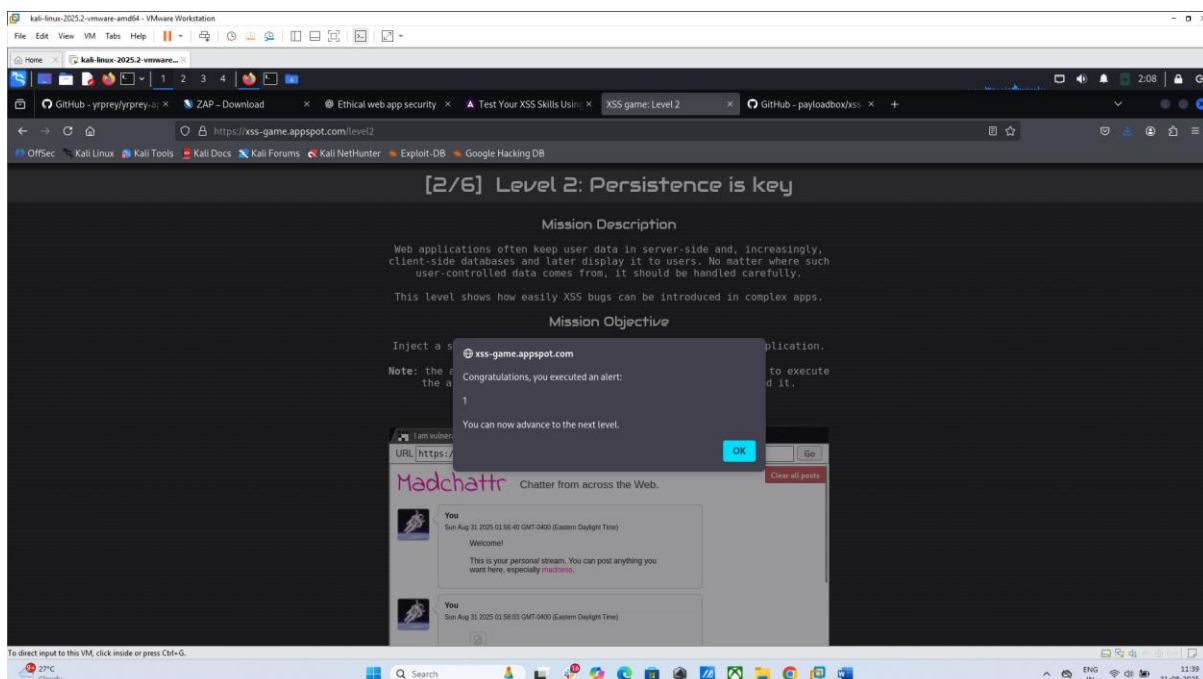 kali-linux-2025.2-vmware-amd64 - VMware Workstation
File Edit View VM Tabs Help
Home kali-linux-2025.2-vmware...
1 2 3 4 2:08
GitHub - yrprey/yrprey-ap ZAP – Download Ethical web app security Test Your XSS Skills Using XSS game: Level 2 GitHub - payloadbox/xss-
https://xss-game.appspot.com/level2
OffSec Kali Linux Kali Tools Kali Docs Kali Forums Kali NetHunter Exploit-DB Google Hacking DB
[2/6] Level 2: Persistence is key
Mission Description
Web applications often keep user data in server-side and, increasingly,
client-side databases and later display it to users. No matter where such
user-controlled data comes from, it should be handled carefully.
This level shows how easily XSS bugs can be introduced in complex apps.
Mission Objective
Inject a s plication.
Note: the a to execute
the a d it.
xss-game.appspot.com
Congratulations, you executed an alert:
1
You can now advance to the next level.
OK
I am vulner
URL https:/ Go
Madchattr Chatter from across the Web. Clear all posts
You
Sun Aug 31 2025 01:56:40 GMT-0400 (Eastern Daylight Time)
Welcome!
This is your personal stream. You can post anything you
want here, especially madness.
You
Sun Aug 31 2025 01:58:03 GMT-0400 (Eastern Daylight Time)
To direct input to this VM, click inside or press Ctrl+G.
27°C
Cloudy
Search
ENG
IN
11:39
31-08-2025